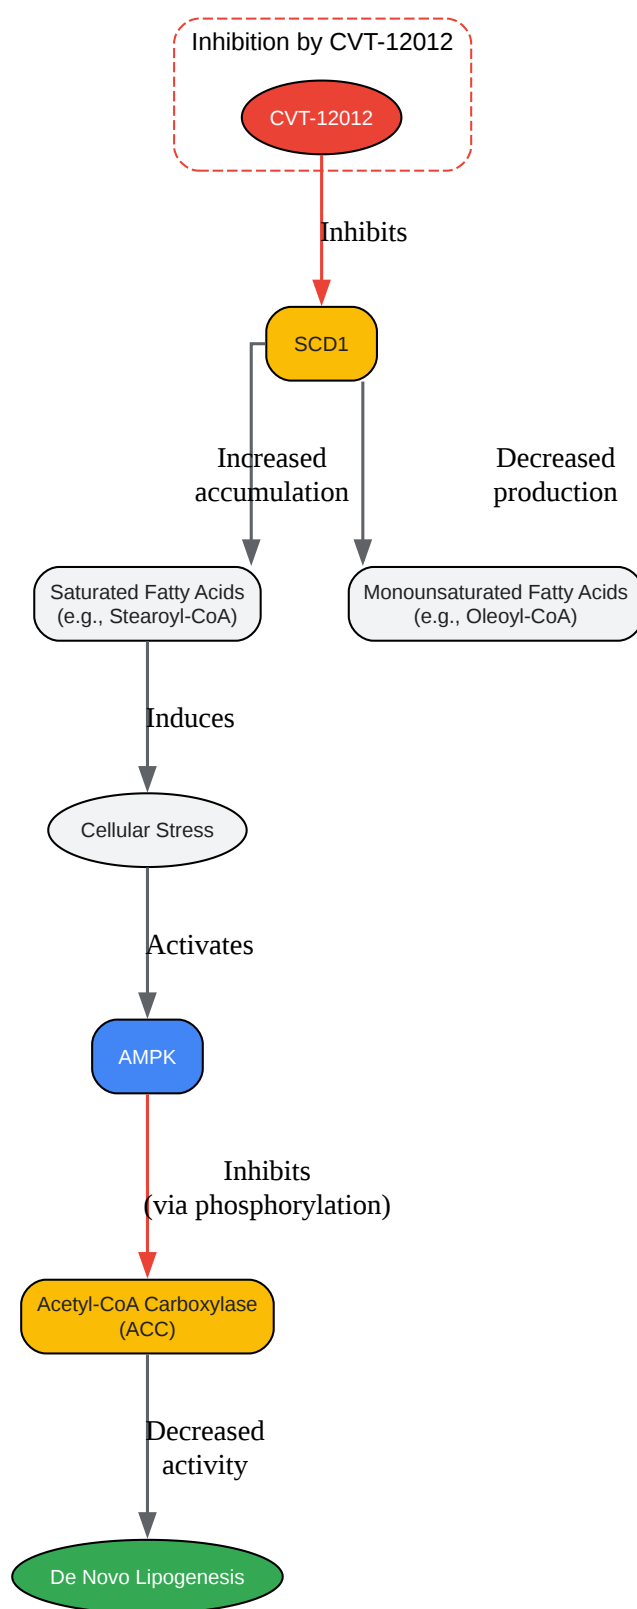 Inhibition by CVT-12012
CVT-12012
Inhibits
SCD1
Increased
accumulation
Decreased
production
Saturated Fatty Acids
(e.g., Stearoyl-CoA)
Monounsaturated Fatty Acids
(e.g., Oleoyl-CoA)
Induces
Cellular Stress
Activates
AMPK
Inhibits
(via phosphorylation)
Acetyl-CoA Carboxylase
(ACC)
Decreased
activity
De Novo Lipogenesis